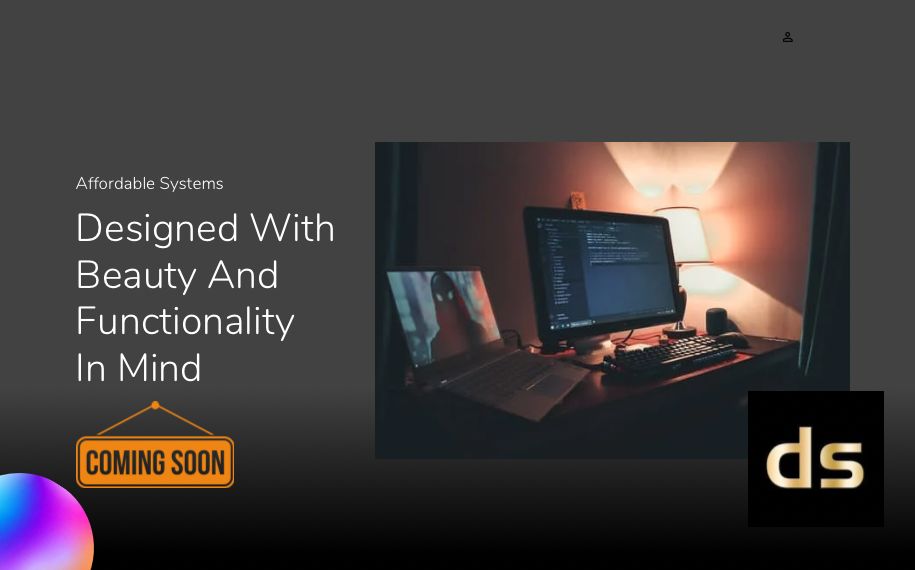 Affordable Systems
Designed With
Beauty And
Functionality
In Mind
COMING SOON
ds